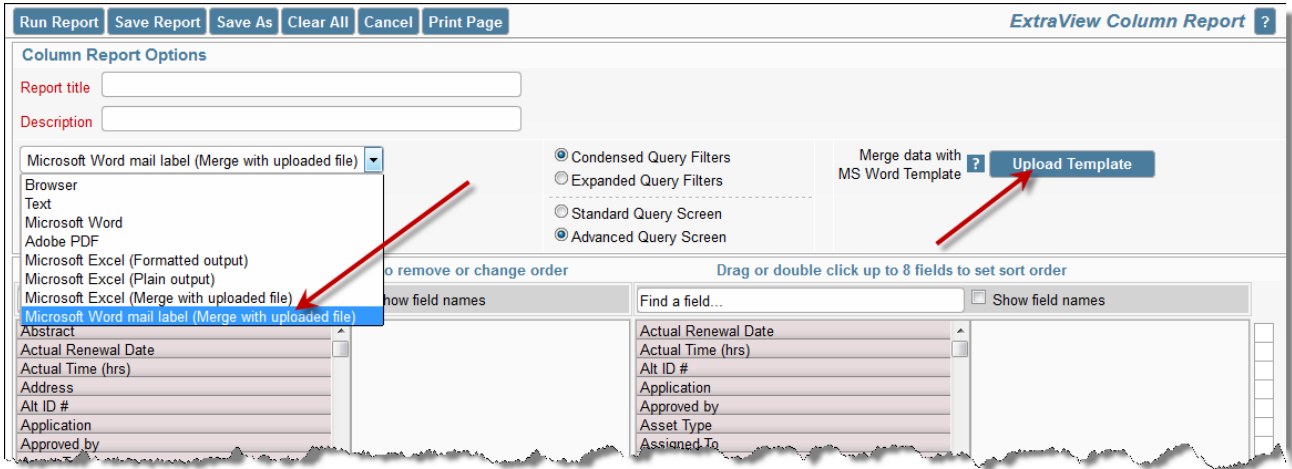 Run Report Save Report Save As Clear All Cancel Print Page ExtraView Column Report ?
Column Report Options
Report title
Description
Microsoft Word mail label (Merge with uploaded file)
Browser
Text
Microsoft Word
Adobe PDF
Microsoft Excel (Formatted output)
Microsoft Excel (Plain output)
Microsoft Excel (Merge with uploaded file)
Microsoft Word mail label (Merge with uploaded file)
Condensed Query Filters
Expanded Query Filters
Standard Query Screen
Advanced Query Screen
Merge data with
MS Word Template ? Upload Template
to remove or change order Drag or double click up to 8 fields to set sort order
how field names Find a field... Show field names
Abstract
Actual Renewal Date
Actual Time (hrs)
Address
Alt ID #
Application
Approved by
Actual Renewal Date
Actual Time (hrs)
Alt ID #
Application
Approved by
Asset Type
Assigned To